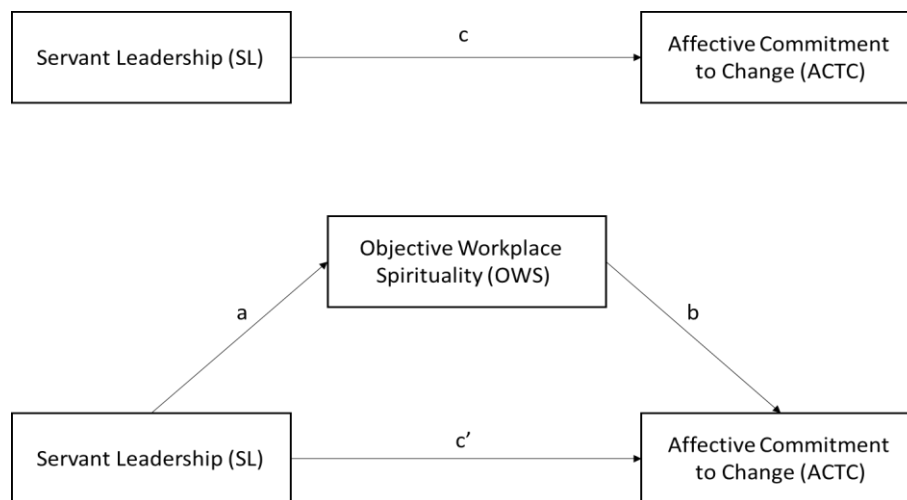 c
Servant Leadership (SL)
Affective Commitment
to Change (ACTC)
Objective Workplace
Spirituality (OWS)
a
b
Servant Leadership (SL)
c’
Affective Commitment
to Change (ACTC)